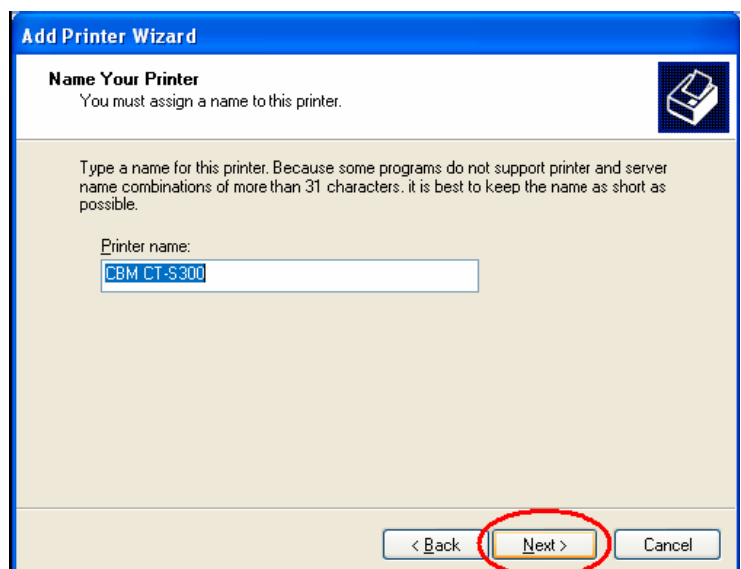 Add Printer Wizard
Name Your Printer
You must assign a name to this printer.
Type a name for this printer. Because some programs do not support printer and server
name combinations of more than 31 characters, it is best to keep the name as short as
possible.
Printer name:
CBM CT-S300
< Back
Next >
Cancel